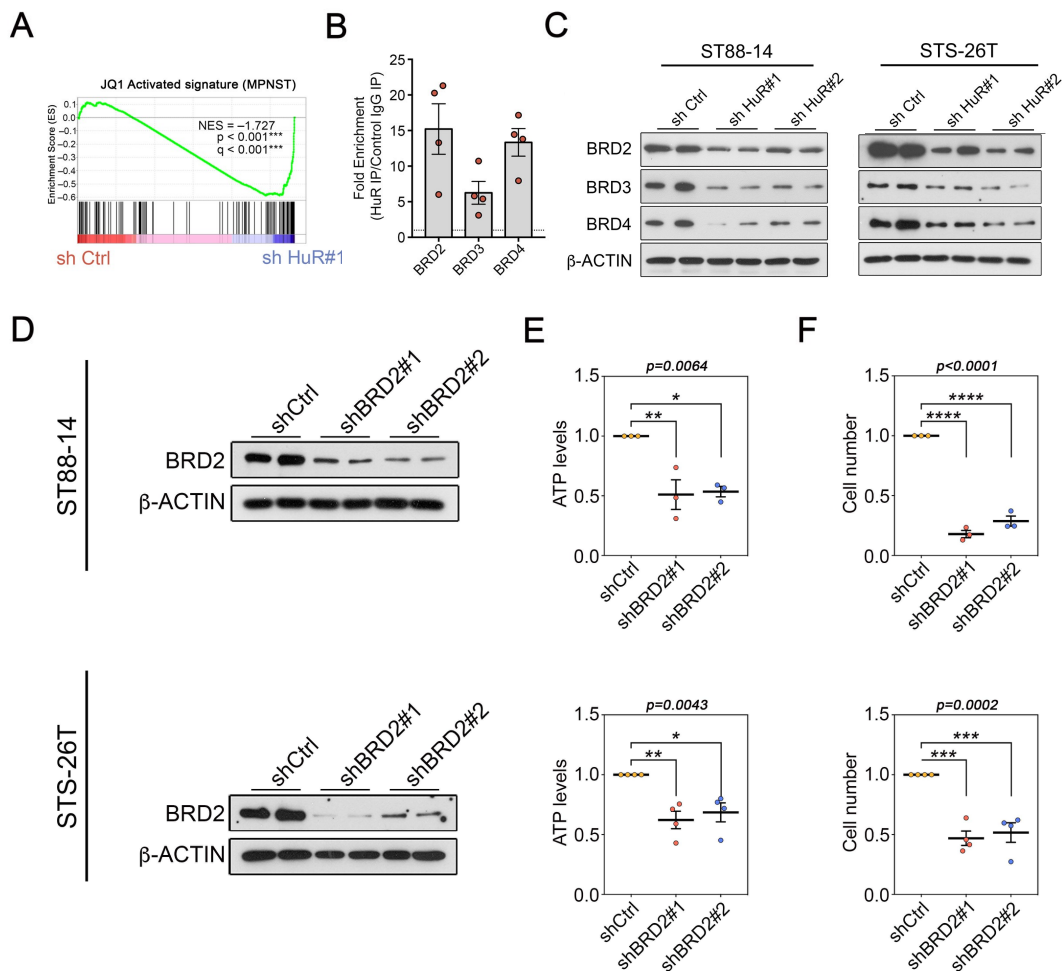 A
JQ1 Activated signature (MPNST)
Enrichment Score (ES)
0.1
0.0
−0.1
−0.2
−0.3
−0.4
−0.5
−0.6
NES = −1.727
p < 0.001***
q < 0.001***
sh Ctrl
sh HuR#1
B
Fold Enrichment
(HuR IP/Control IgG IP)
25
20
15
10
5
0
BRD2
BRD3
BRD4
C
ST88-14
STS-26T
sh Ctrl
sh HuR#1
sh HuR#2
sh Ctrl
sh HuR#1
sh HuR#2
BRD2
BRD3
BRD4
β-ACTIN
D
ST88-14
shCtrl
shBRD2#1
shBRD2#2
BRD2
β-ACTIN
STS-26T
shCtrl
shBRD2#1
shBRD2#2
BRD2
β-ACTIN
E
p=0.0064
*
**
ATP levels
1.5
1.0
0.5
0.0
shCtrl
shBRD2#1
shBRD2#2
p=0.0043
*
**
ATP levels
1.5
1.0
0.5
0.0
shCtrl
shBRD2#1
shBRD2#2
F
p<0.0001
****
****
Cell number
1.5
1.0
0.5
0.0
shCtrl
shBRD2#1
shBRD2#2
p=0.0002
***
***
Cell number
1.5
1.0
0.5
0.0
shCtrl
shBRD2#1
shBRD2#2